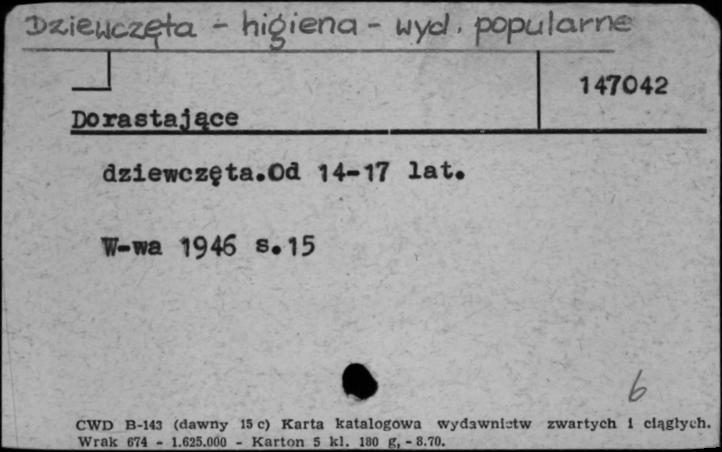 Dziewczęta - higiena - wyd. popularne
147042
Dorastające
dziewczęta.Od 14-17 lat.
W-wa 1946 s.15
6
CWD B-143 (dawny 15 c) Karta katalogowa wydawnictw zwartych i ciągłych.
Wrak 674 - 1.625.000 - Karton 5 kl. 180 g, - 8.70.